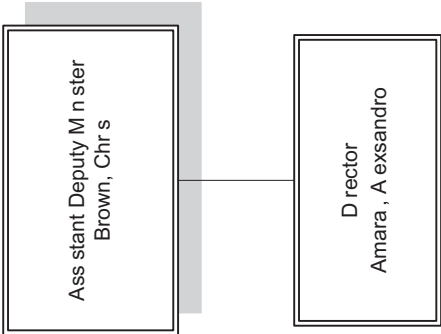 Ass stant Deputy M n ster
Brown, Chr s
D rector
Amara , A exsandro